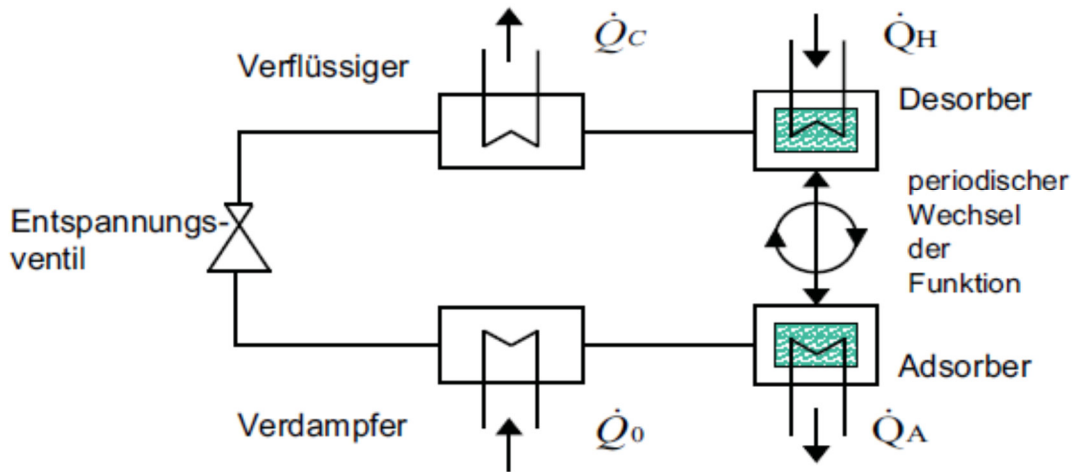 Q̇C
Q̇H
Verflüssiger
Desorber
periodischer
Wechsel
der
Funktion
Entspannungs-
ventil
Adsorber
Verdampfer
Q̇0
Q̇A